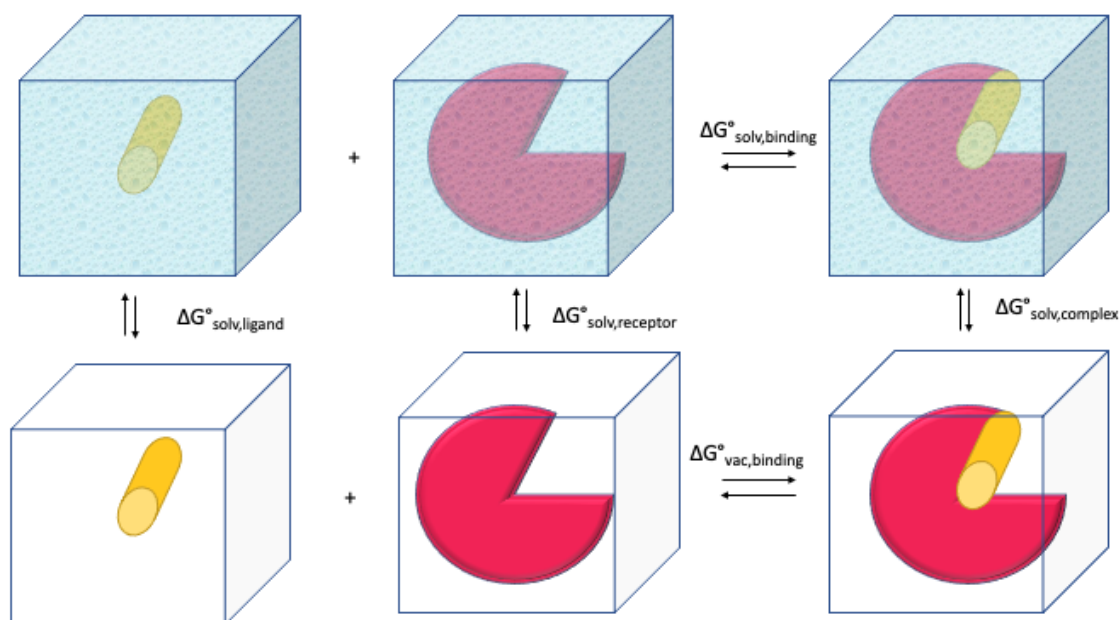 +
ΔG°solv,binding
ΔG°solv,ligand
ΔG°solv,receptor
ΔG°solv,complex
+
ΔG°vac,binding